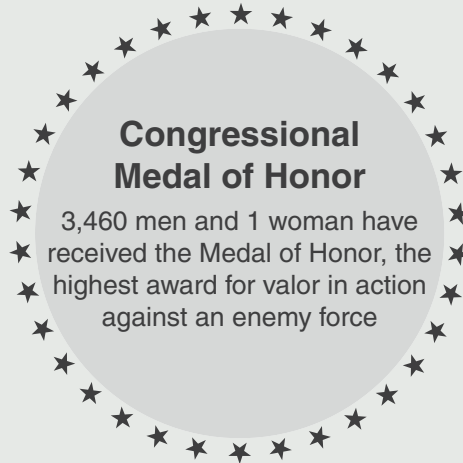 Congressional
Medal of Honor
3,460 men and 1 woman have
received the Medal of Honor, the
highest award for valor in action
against an enemy force